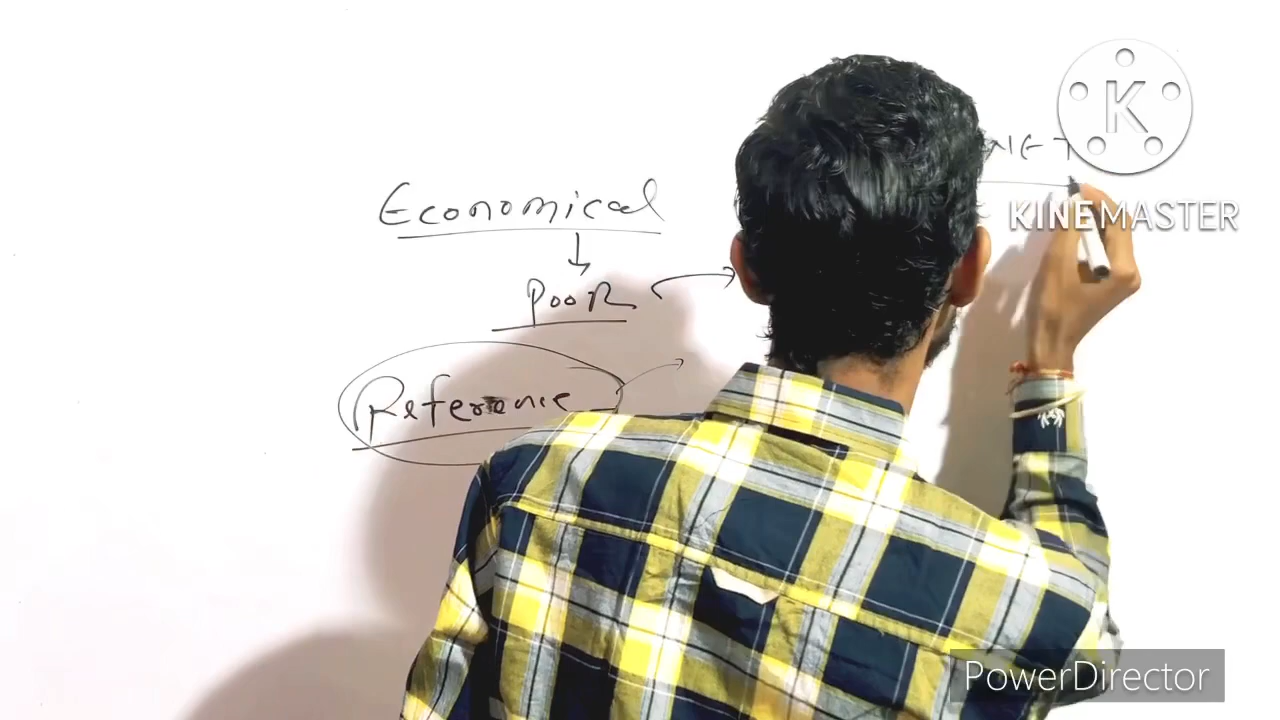 Economical
↓
Poor
Reference
KINEMASTER
PowerDirector